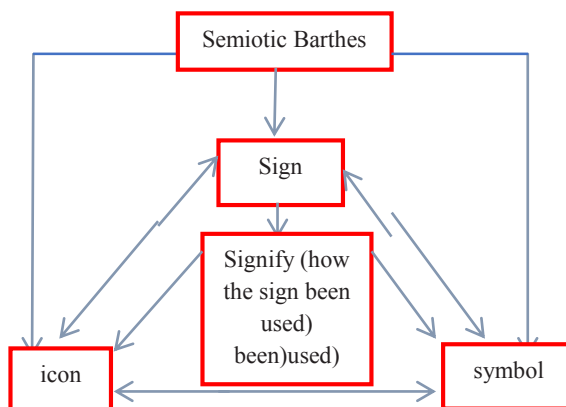 Semiotic Barthes
Sign
Signify (how
the sign been
used)
been)used)
icon
symbol